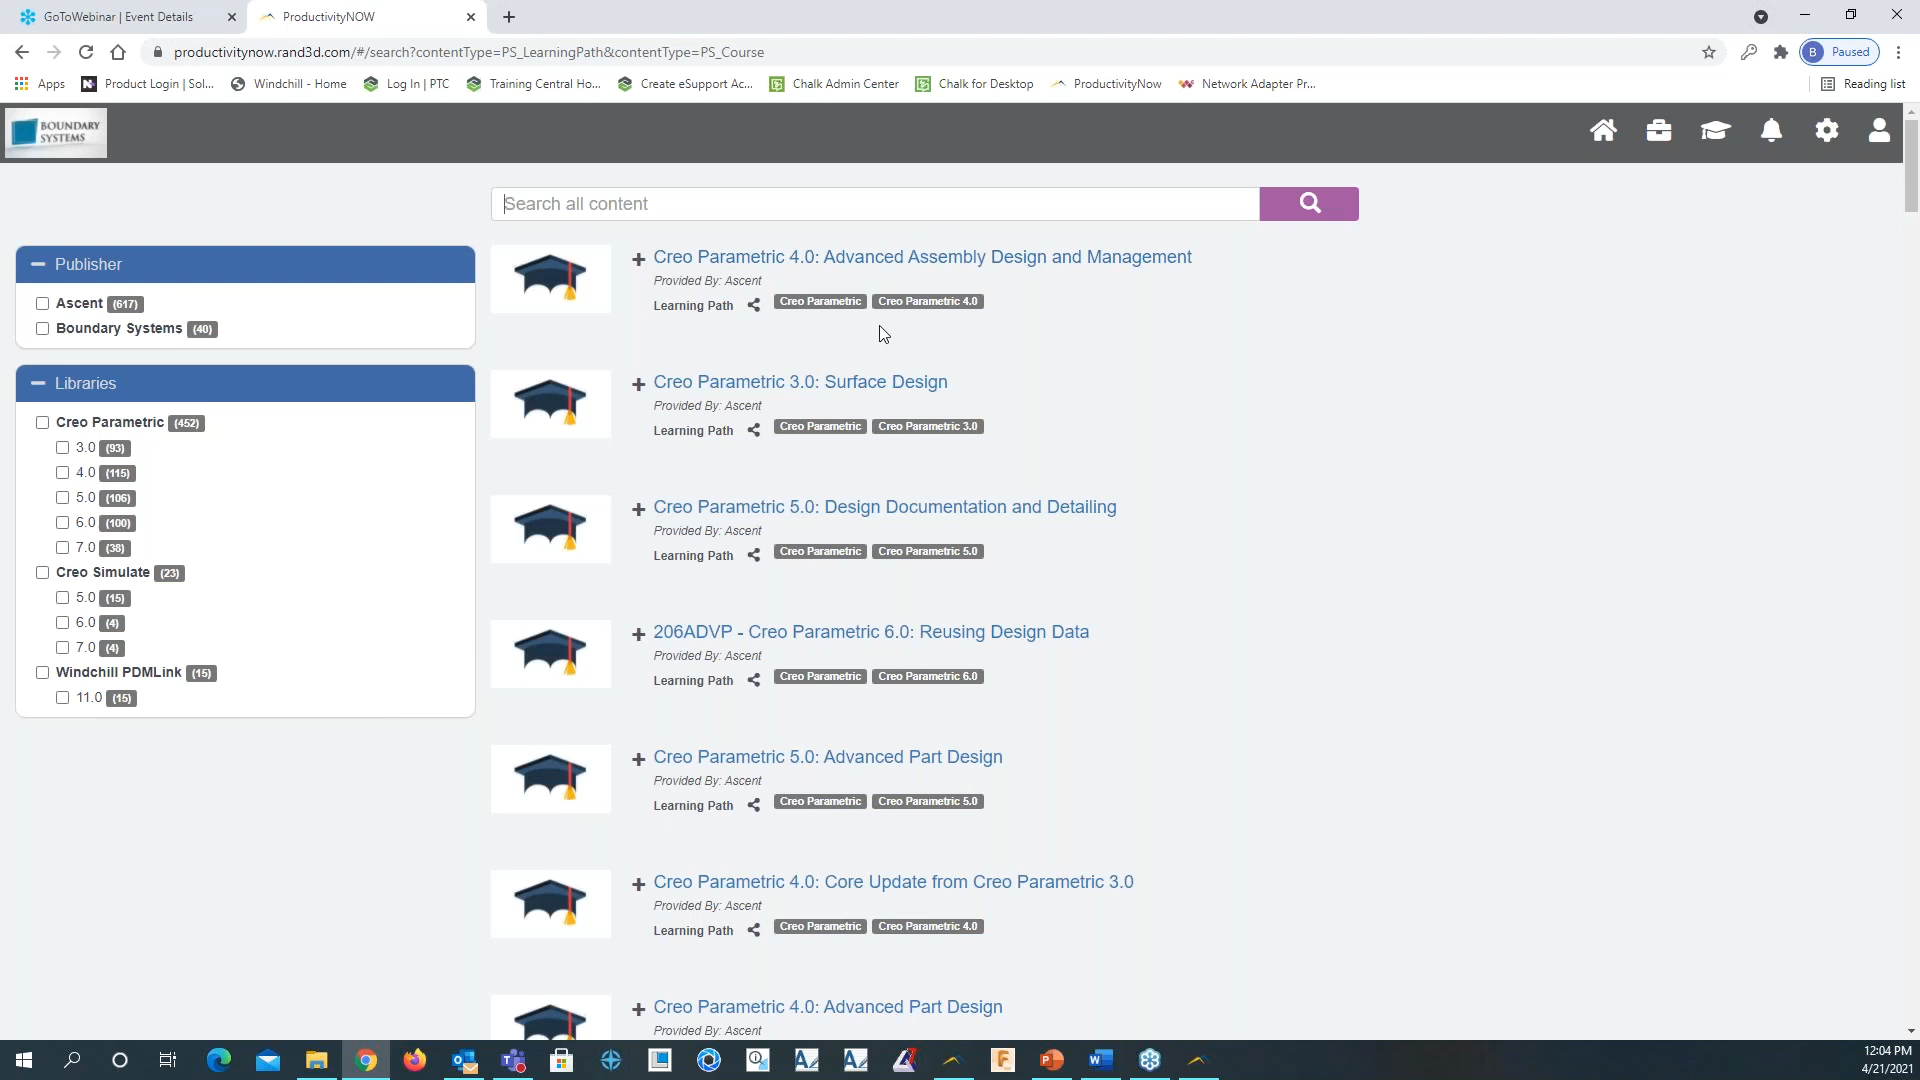 GoToWebinar | Event Details
ProductivityNOW
productivitynow.rand3d.com/#/search?contentType=PS_LearningPath&contentType=PS_Course
B Paused
Apps
Product Login | Sol...
Windchill - Home
Log In | PTC
Training Central Ho...
Create eSupport Ac...
Chalk Admin Center
Chalk for Desktop
ProductivityNow
Network Adapter Pr...
Reading list
BOUNDARY
SYSTEMS
Search all content
Publisher
Ascent (617)
Boundary Systems (40)
Libraries
Creo Parametric (452)
3.0 (93)
4.0 (115)
5.0 (106)
6.0 (100)
7.0 (38)
Creo Simulate (23)
5.0 (15)
6.0 (4)
7.0 (4)
Windchill PDMLink (15)
11.0 (15)
Creo Parametric 4.0: Advanced Assembly Design and Management
Provided By: Ascent
Learning Path Creo Parametric Creo Parametric 4.0
Creo Parametric 3.0: Surface Design
Provided By: Ascent
Learning Path Creo Parametric Creo Parametric 3.0
Creo Parametric 5.0: Design Documentation and Detailing
Provided By: Ascent
Learning Path Creo Parametric Creo Parametric 5.0
206ADVP - Creo Parametric 6.0: Reusing Design Data
Provided By: Ascent
Learning Path Creo Parametric Creo Parametric 6.0
Creo Parametric 5.0: Advanced Part Design
Provided By: Ascent
Learning Path Creo Parametric Creo Parametric 5.0
Creo Parametric 4.0: Core Update from Creo Parametric 3.0
Provided By: Ascent
Learning Path Creo Parametric Creo Parametric 4.0
Creo Parametric 4.0: Advanced Part Design
Provided By: Ascent
12:04 PM
4/21/2021